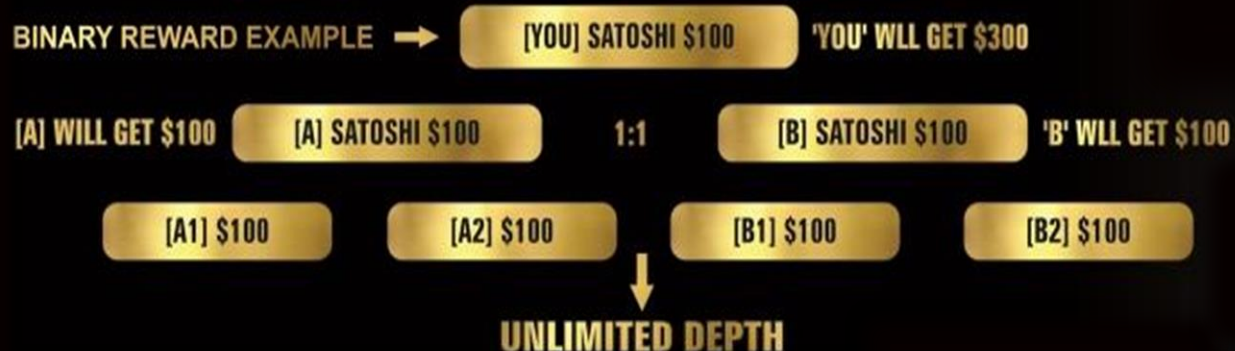 BINARY REWARD EXAMPLE [YOU] SATOSHI $100 'YOU' WLL GET $300
[A] WILL GET $100 [A] SATOSHI $100 1:1 [B] SATOSHI $100 'B' WLL GET $100
[A1] $100 [A2] $100 [B1] $100 [B2] $100
UNLIMITED DEPTH